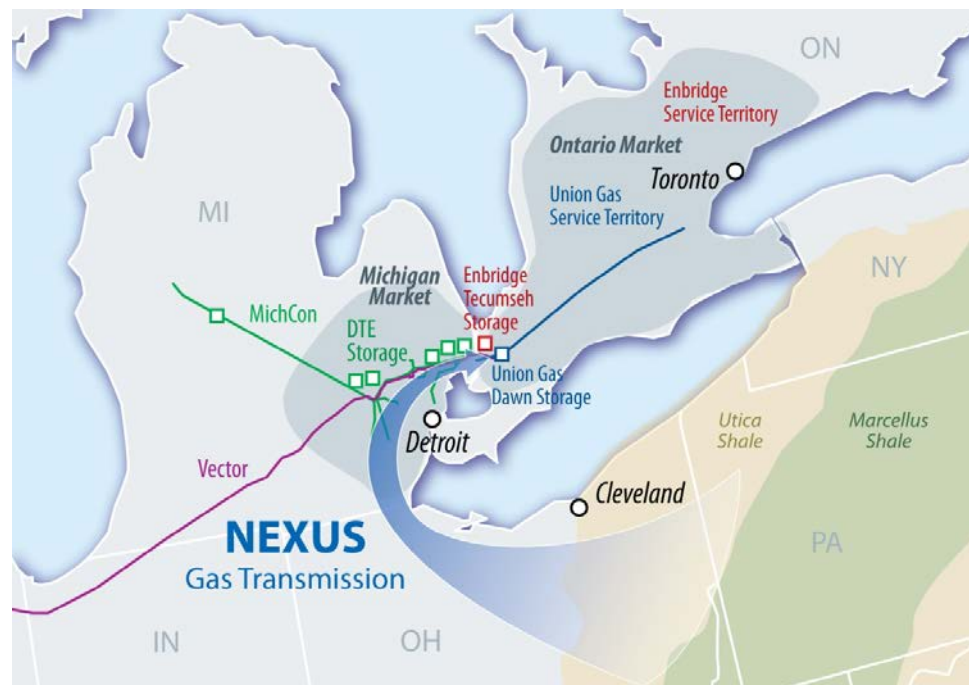 ON
Enbridge
Service Territory
Ontario Market
Toronto
Union Gas
Service Territory
MI
NY
Michigan
Market
Enbridge
Tecumseh
Storage
MichCon
DTE
Storage
Union Gas
Dawn Storage
Detroit
Utica
Shale
Marcellus
Shale
Vector
Cleveland
NEXUS
Gas Transmission
PA
IN
OH